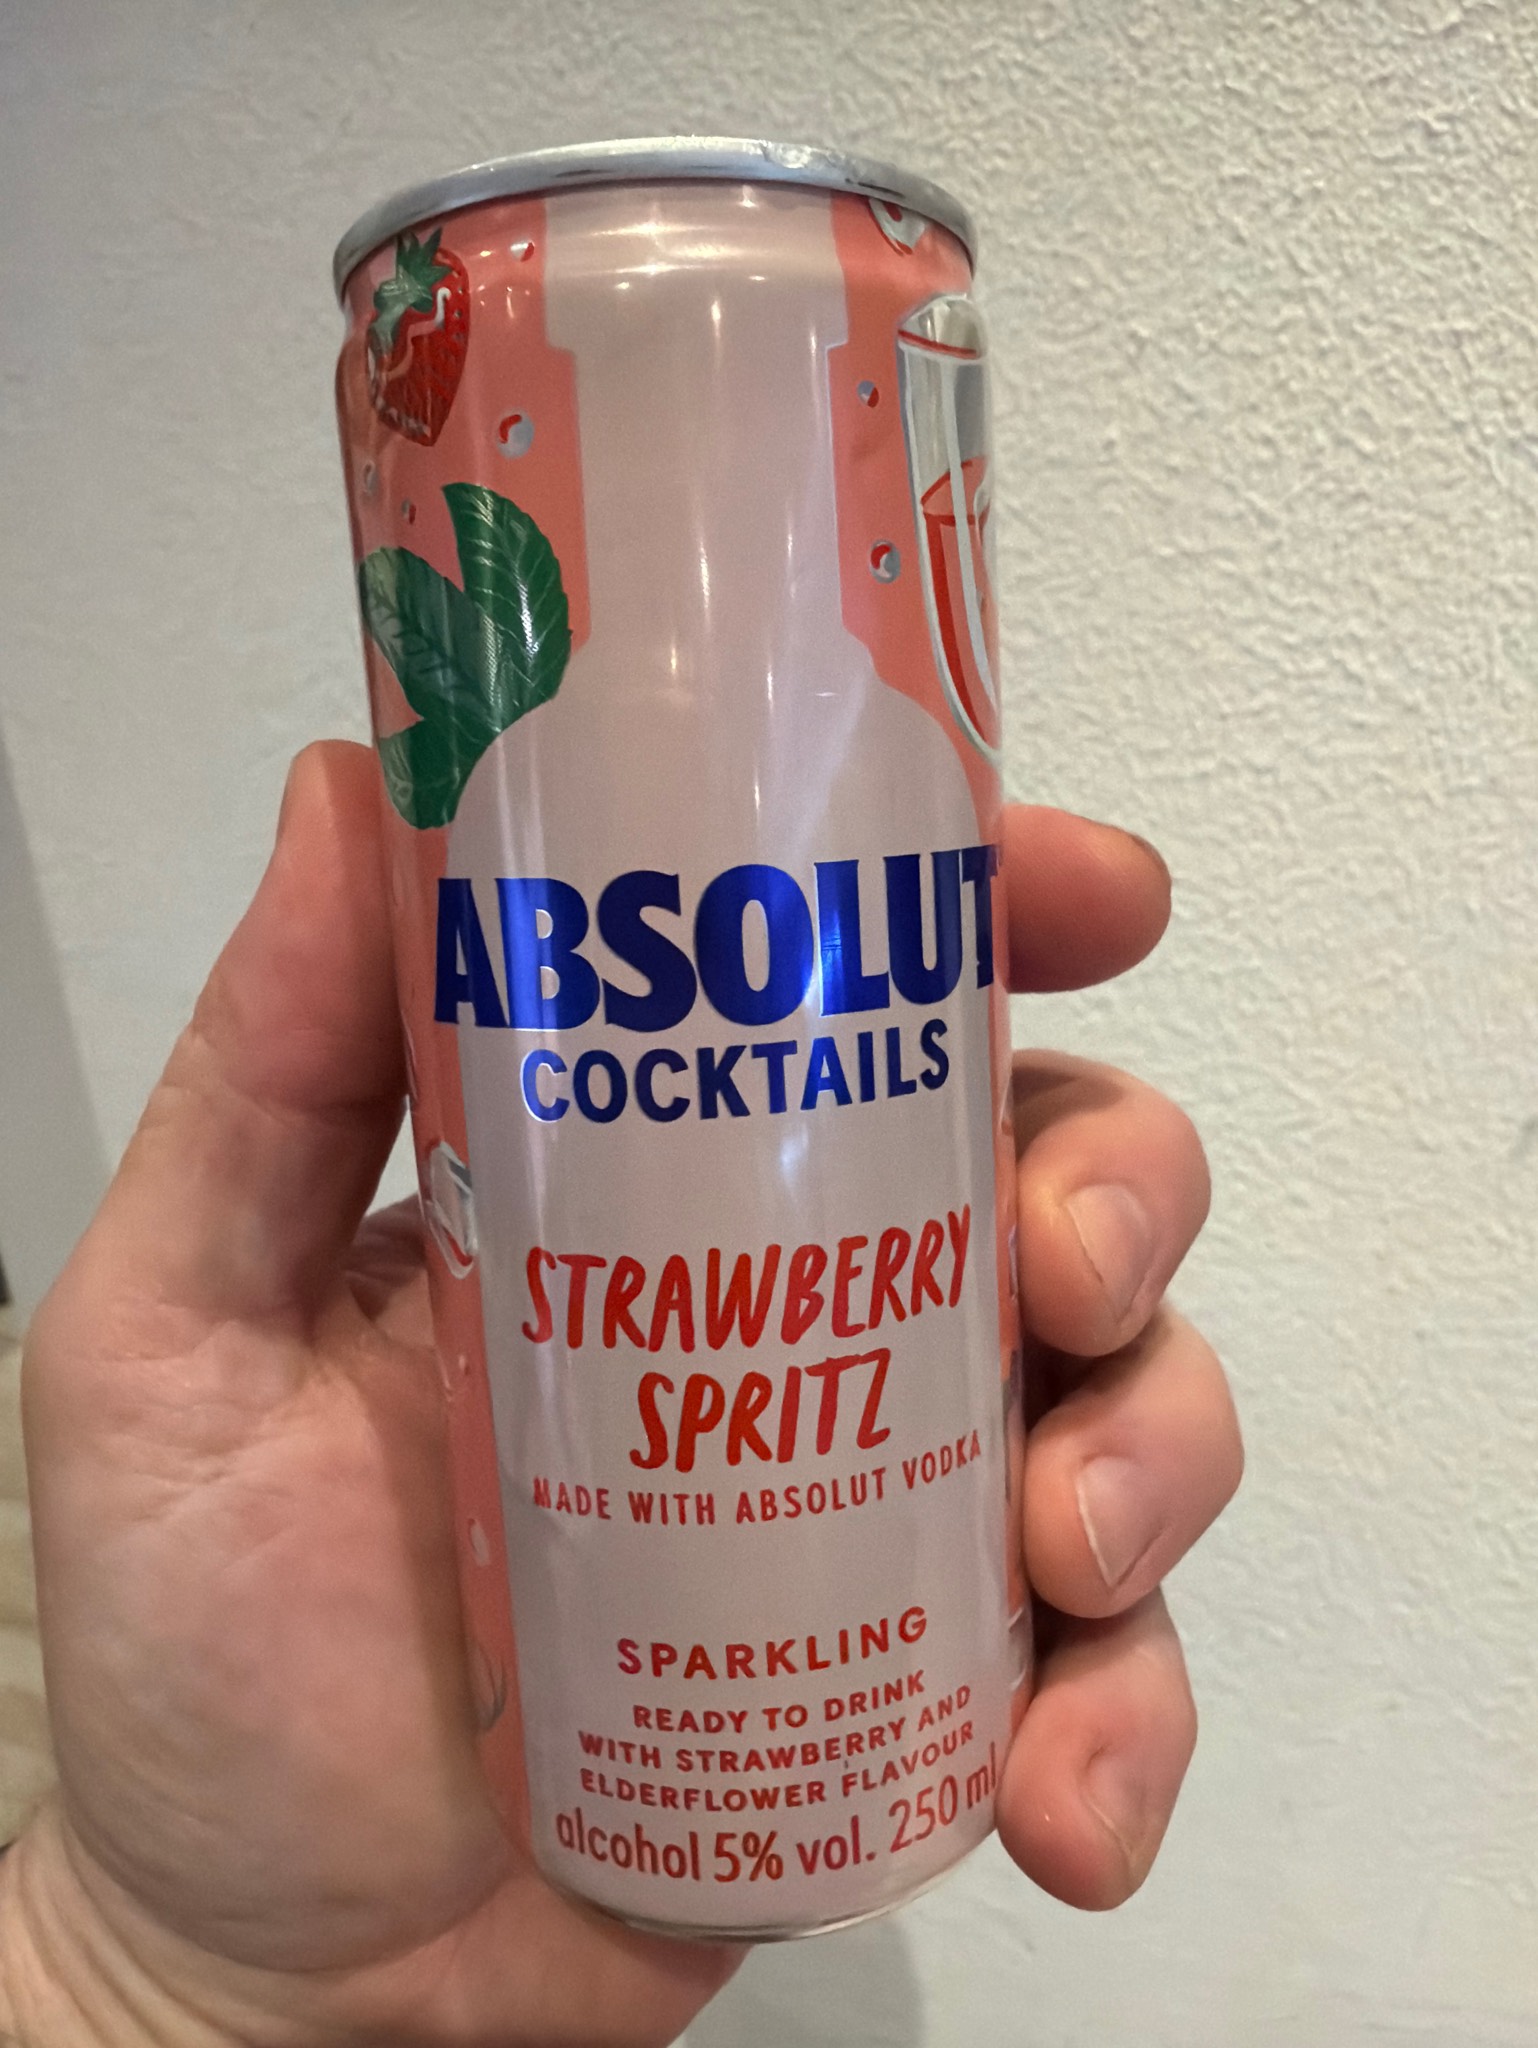 ABSOLUT
COCKTAILS
STRAWBERRY
SPRITZ
MADE WITH ABSOLUT VODKA
SPARKLING
READY TO DRINK
WITH STRAWBERRY AND
ELDERFLOWER FLAVOUR
alcohol 5% vol. 250 ml